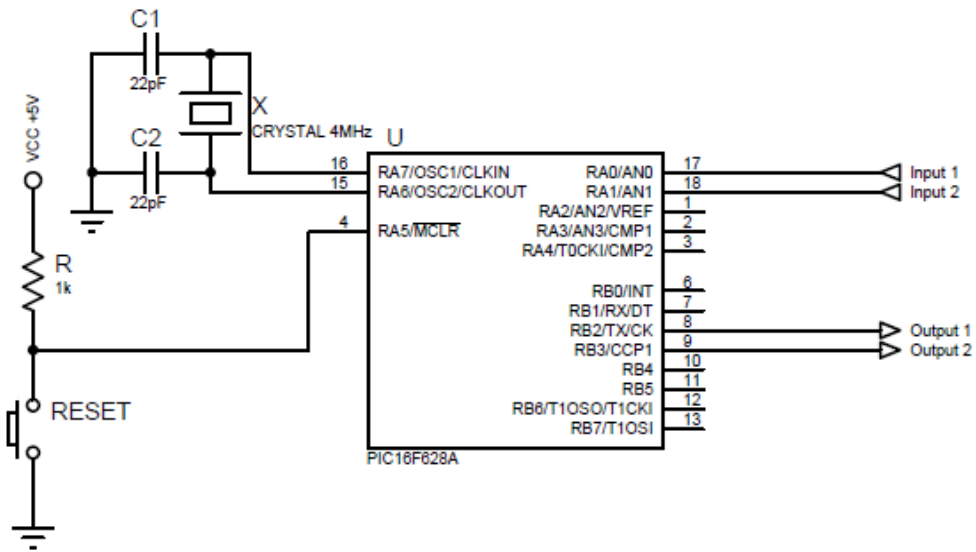 C1
22pF
VCC +5V
X
CRYSTAL 4MHz
C2
22pF
U
16 RA7/OSC1/CLKIN RA0/AN0 17 Input 1
15 RA6/OSC2/CLKOUT RA1/AN1 18 Input 2
RA2/AN2/VREF 1
4 RA5/MCLR RA3/AN3/CMP1 2
RA4/T0CKI/CMP2 3
R
1k
RB0/INT 6
RB1/RX/DT 7
RB2/TX/CK 8 Output 1
RB3/CCP1 9 Output 2
RB4 10
RB5 11
RESET
RB6/T1OSO/T1CKI 12
RB7/T1OSI 13
PIC16F628A